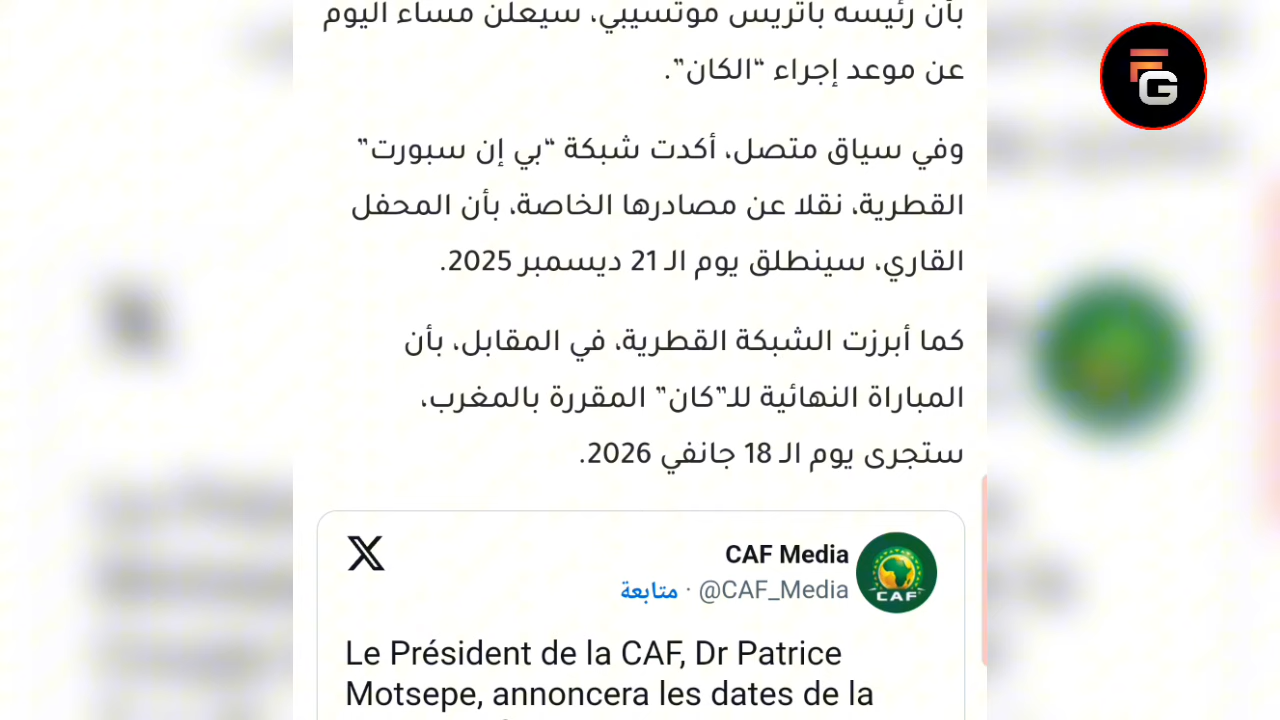 بأن رئيسه باتريس موتسيبي، سيعلن مساء اليوم
عن موعد إجراء “الكان”.
وفي سياق متصل، أكدت شبكة “بي إن سبورت”
القطرية، نقلا عن مصادرها الخاصة، بأن المحفل
القاري، سينطلق يوم الـ 21 ديسمبر 2025.
كما أبرزت الشبكة القطرية، في المقابل، بأن
المباراة النهائية للـ”كان” المقررة بالمغرب،
ستجرى يوم الـ 18 جانفي 2026.
CAF Media
@CAF_Media · متابعة
CAF
Le Président de la CAF, Dr Patrice
Motsepe, annoncera les dates de la
FG